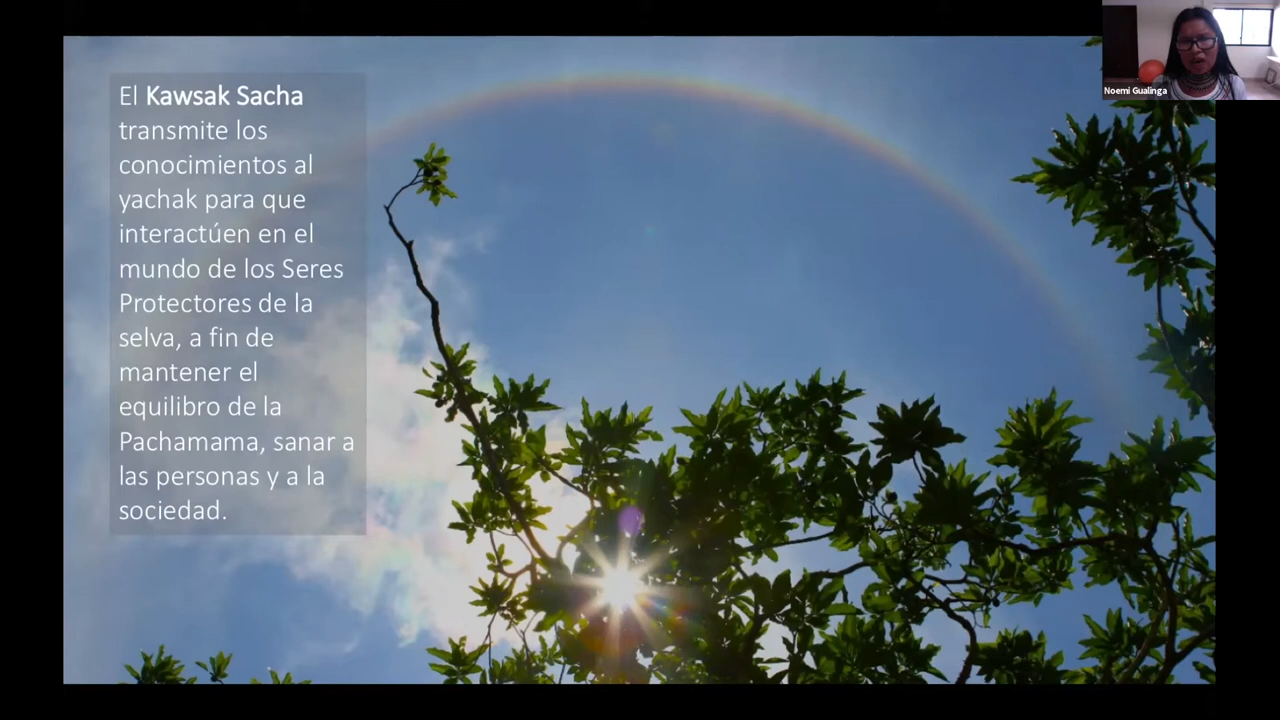 El Kawsak Sacha
transmite los
conocimientos al
yachak para que
interactúen en el
mundo de los Seres
Protectores de la
selva, a fin de
mantener el
equilibro de la
Pachamama, sanar a
las personas y a la
sociedad.
Noemi Gualinga